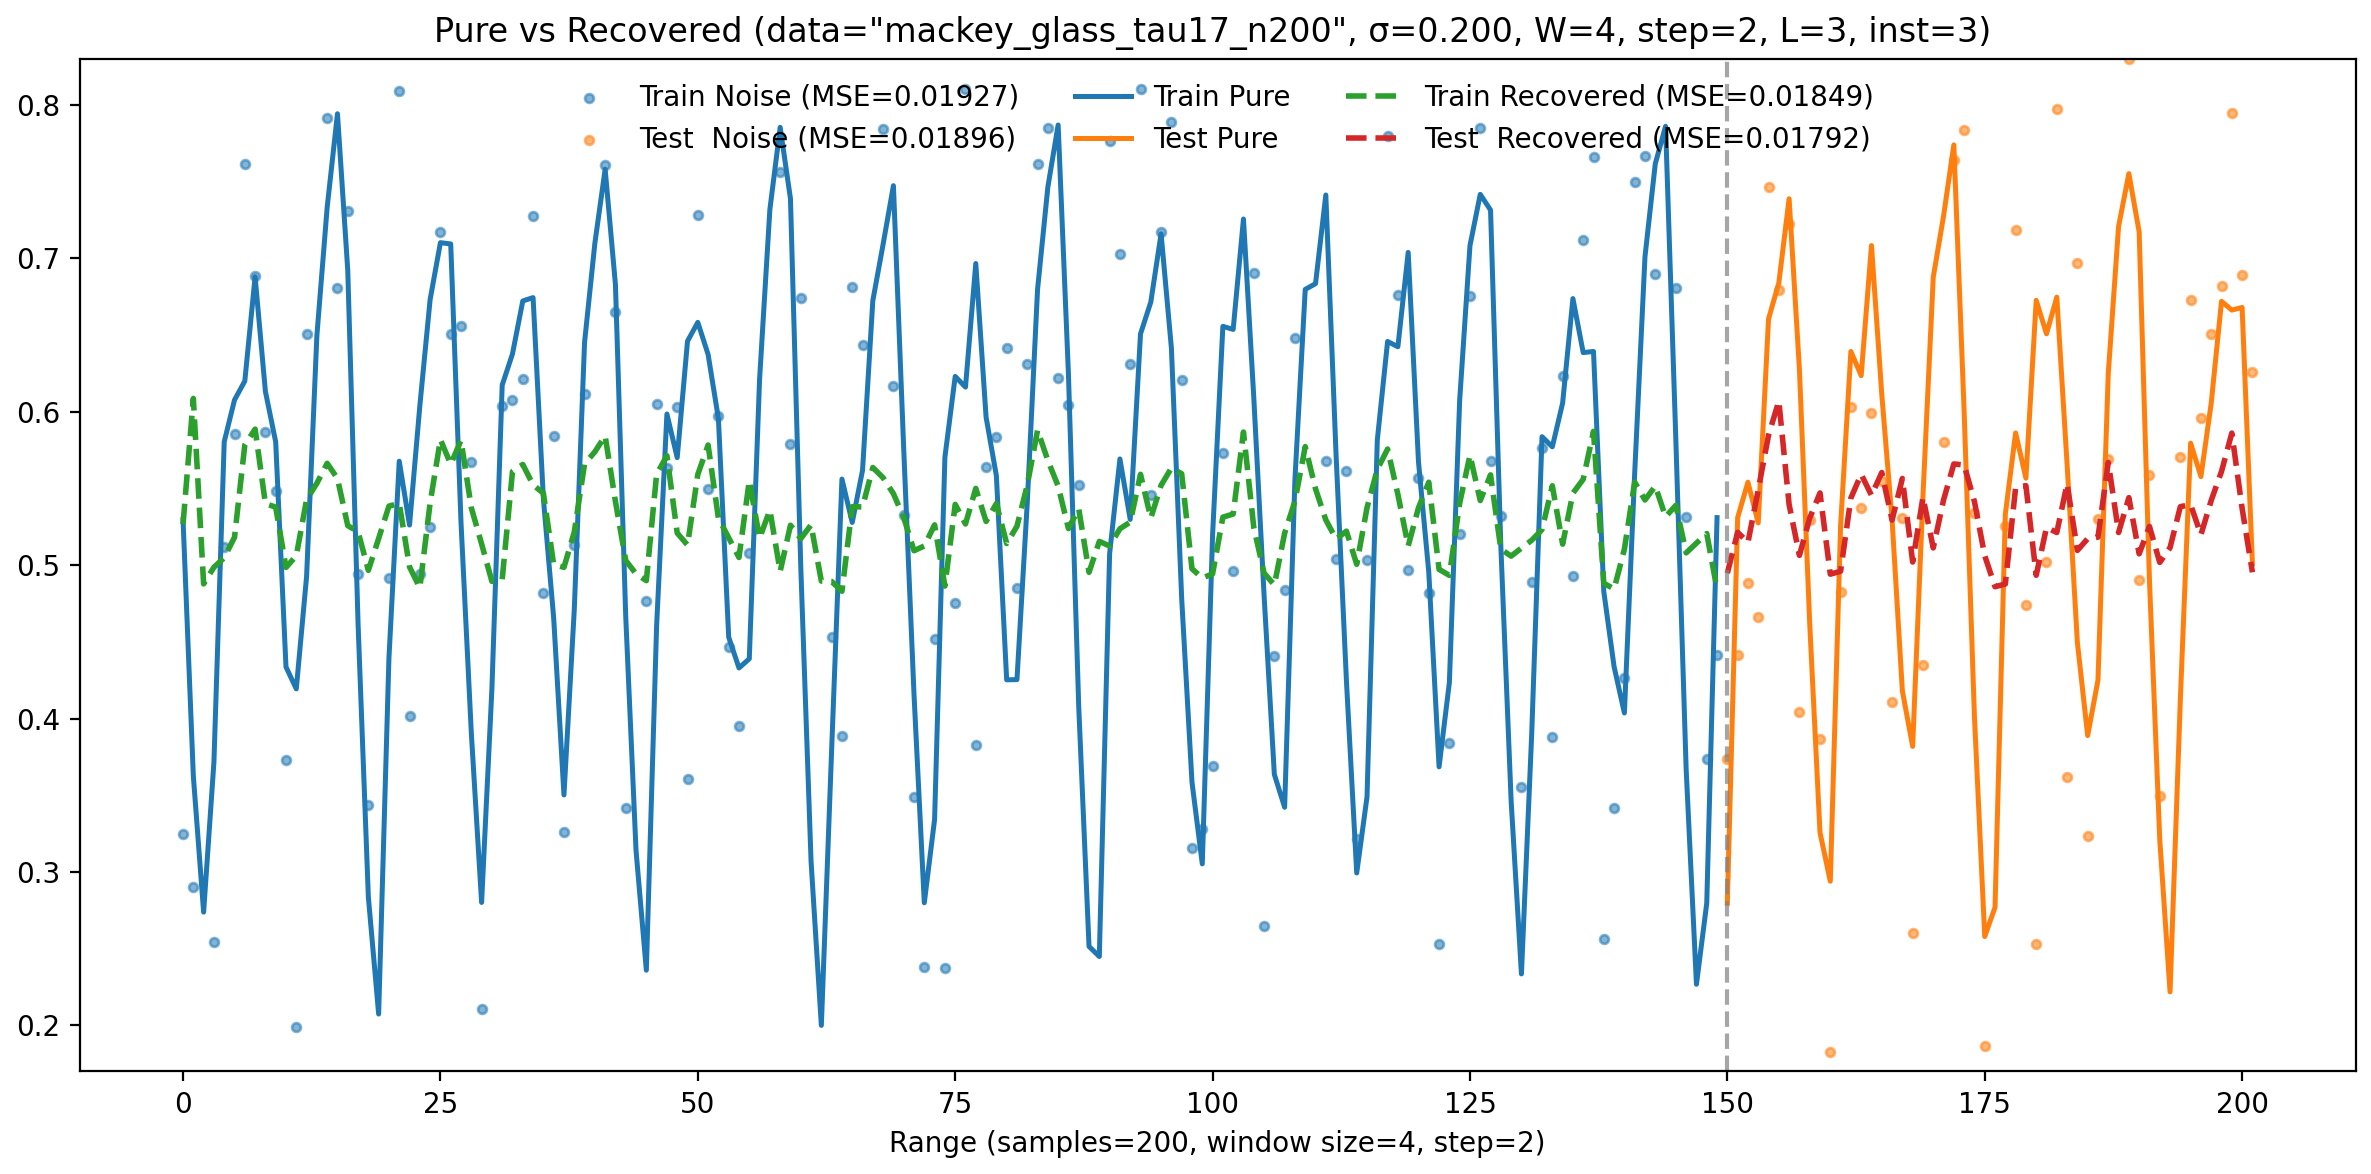 Pure vs Recovered (data="mackey_glass_tau17_n200", σ=0.200, W=4, step=2, L=3, inst=3)
Train Noise (MSE=0.01927)
Test  Noise (MSE=0.01896)
Train Pure
Test Pure
Train Recovered (MSE=0.01849)
Test  Recovered (MSE=0.01792)
0.8
0.7
0.6
0.5
0.4
0.3
0.2
0 25 50 75 100 125 150 175 200
Range (samples=200, window size=4, step=2)